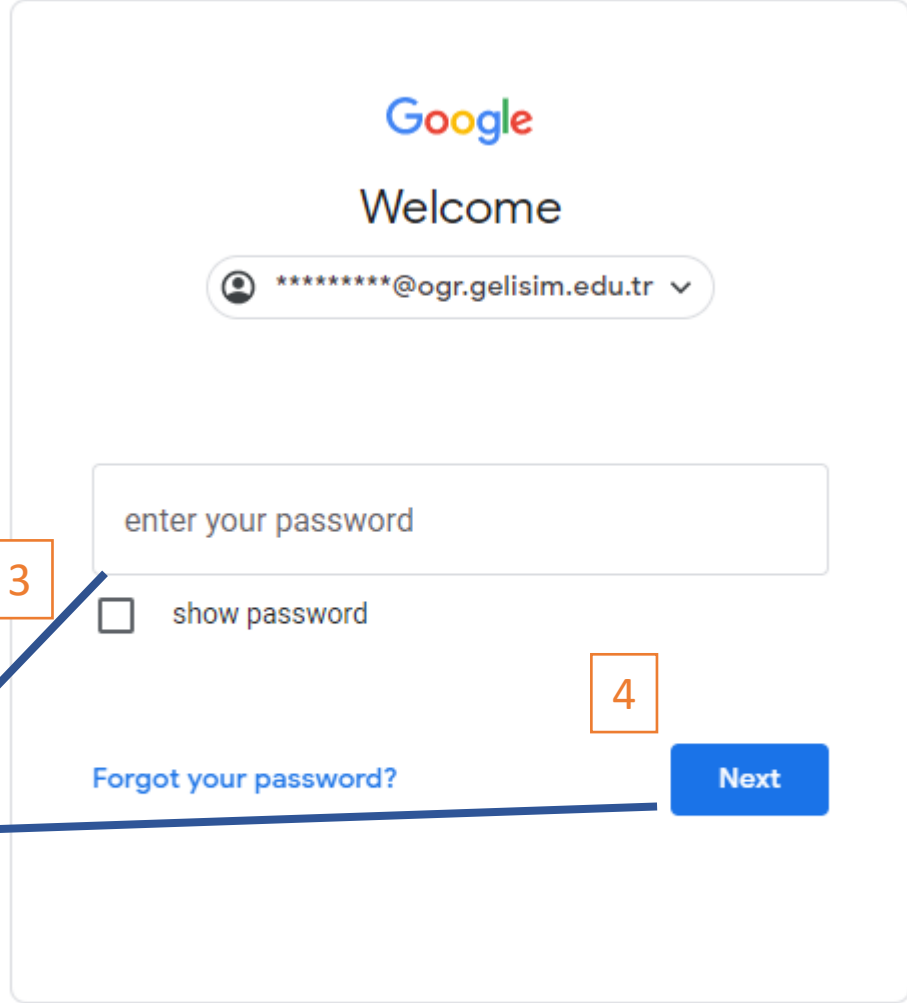 Google
Welcome
*********@ogr.gelisim.edu.tr
enter your password
3
show password
4
Forgot your password?
Next